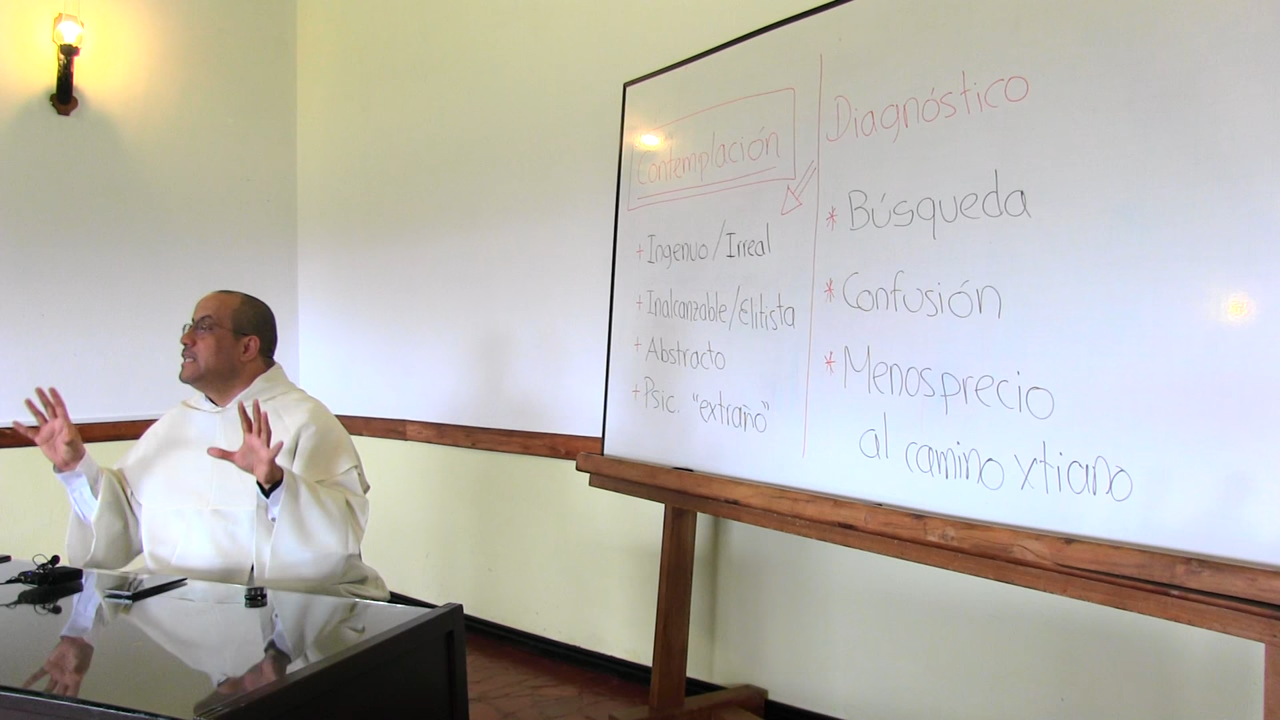 Contemplación
+ Ingenuo/Irreal
+ Inalcanzable/Elitista
+ Abstracto
+ Psic. "extraño"
Diagnóstico
* Búsqueda
* Confusión
* Menosprecio
al camino xtiano